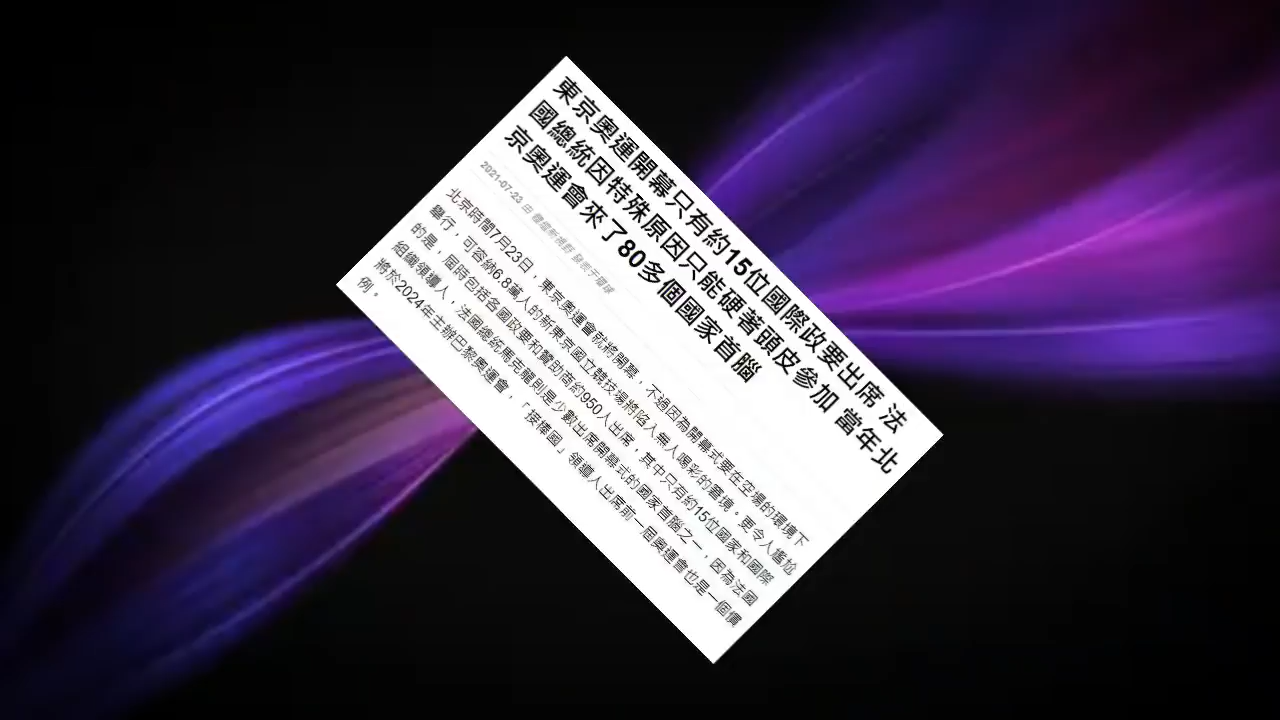 東京奧運開幕只有約15位國際政要出席 法
國總統因特殊原因只能硬著頭皮參加 當年北
京奧運會來了80多個國家首腦
2021-07-23 由 發表于環球
北京時間7月23日，東京奧運會就將開幕，不過因為開幕式要在空場的環境下
舉行，可容納6.8萬人的新東京國立競技場將陷入無人喝彩的窘境。更令人尷尬
的是，屆時包括各國政要和贊助商約950人出席，其中只有約15位國家和國際
組織領導人，法國總統馬克龍則是少數出席開幕式的國家首腦之一，因為法國
將於2024年主辦巴黎奧運會，「接棒國」領導人出席前一屆奧運會也是一個慣
例。